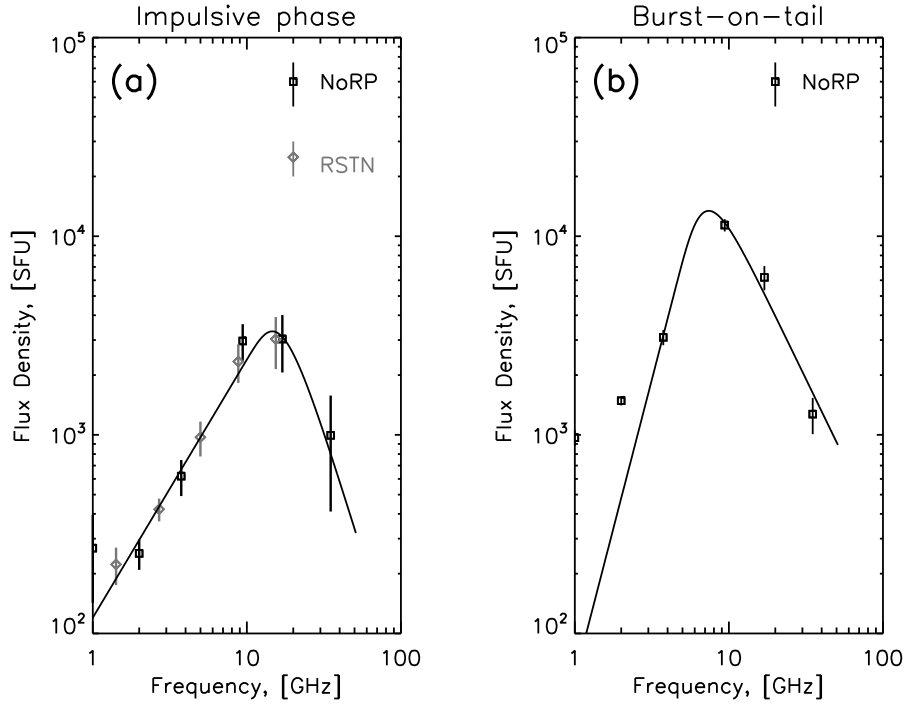 Impulsive phase
(a)
NoRP
RSTN
10^5
10^4
10^3
10^2
Flux Density, [SFU]
1 10 100
Frequency, [GHz]
Burst-on-tail
(b)
NoRP
10^5
10^4
10^3
10^2
Flux Density, [SFU]
1 10 100
Frequency, [GHz]